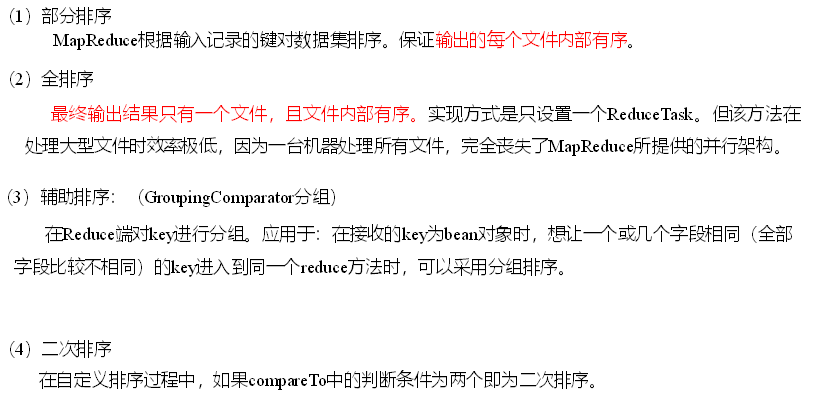 （1）部分排序
MapReduce根据输入记录的键对数据集排序。保证输出的每个文件内部有序。
（2）全排序
最终输出结果只有一个文件，且文件内部有序。实现方式是只设置一个ReduceTask。但该方法在
处理大型文件时效率极低，因为一台机器处理所有文件，完全丧失了MapReduce所提供的并行架构。
（3）辅助排序：（GroupingComparator分组）
在Reduce端对key进行分组。应用于：在接收的key为bean对象时，想让一个或几个字段相同（全部
字段比较不相同）的key进入到同一个reduce方法时，可以采用分组排序。
（4）二次排序
在自定义排序过程中，如果compareTo中的判断条件为两个即为二次排序。